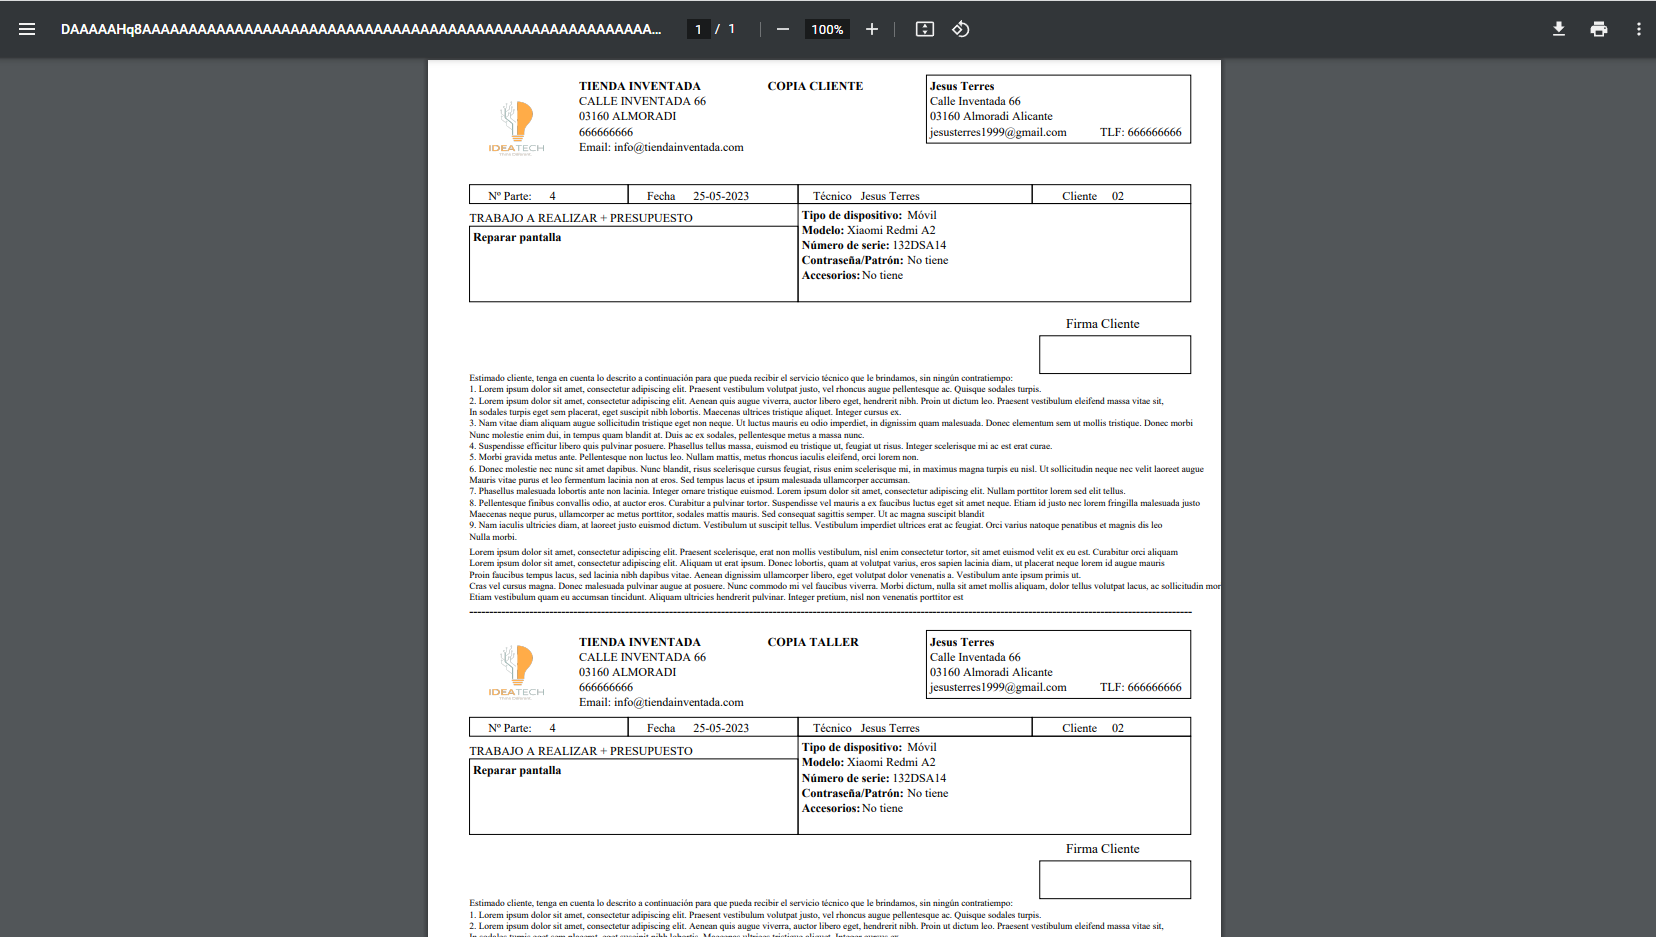 DAAAAAHq8AAAAAAAAAAAAAAAAAAAAAAAAAAAAAAAAAAAAAAAAAAAAAAAAAAAAAAA...
1 / 1
100%
TIENDA INVENTADA
CALLE INVENTADA 66
03160 ALMORADI
666666666
Email: info@tiendainventada.com
COPIA CLIENTE
Jesus Terres
Calle Inventada 66
03160 Almoradi Alicante
jesusterres1999@gmail.com TLF: 666666666
IDEATECH
Nº Parte: 4 Fecha 25-05-2023 Técnico Jesus Terres Cliente 02
TRABAJO A REALIZAR + PRESUPUESTO
Reparar pantalla
Tipo de dispositivo: Móvil
Modelo: Xiaomi Redmi A2
Número de serie: 132DSA14
Contraseña/Patrón: No tiene
Accesorios: No tiene
Firma Cliente
Estimado cliente, tenga en cuenta lo descrito a continuación para que pueda recibir el servicio técnico que le brindamos, sin ningún contratiempo:
1. Lorem ipsum dolor sit amet, consectetur adipiscing elit. Praesent vestibulum volutpat justo, vel rhoncus augue pellentesque ac. Quisque sodales turpis.
2. Lorem ipsum dolor sit amet, consectetur adipiscing elit. Aenean quis augue viverra, auctor libero eget, hendrerit nibh. Proin ut dictum leo. Praesent vestibulum eleifend massa vitae sit,
In sodales turpis eget sem placerat, eget suscipit nibh lobortis. Maecenas ultrices tristique aliquet. Integer cursus ex.
3. Nam vitae diam aliquam augue sollicitudin tristique eget non neque. Ut luctus mauris eu odio imperdiet, in dignissim quam malesuada. Donec elementum sem ut mollis tristique. Donec morbi
Nunc molestie enim dui, in tempus quam blandit at. Duis ac ex sodales, pellentesque metus a massa nunc.
4. Suspendisse efficitur libero quis pulvinar posuere. Phasellus tellus massa, euismod eu tristique ut, feugiat ut risus. Integer scelerisque mi ac est erat curae.
5. Morbi gravida metus ante. Pellentesque non luctus leo. Nullam mattis, metus rhoncus iaculis eleifend, orci lorem non.
6. Donec molestie nec nunc sit amet dapibus. Nunc blandit, risus scelerisque cursus feugiat, risus enim scelerisque mi, in maximus magna turpis eu nisl. Ut sollicitudin neque nec velit laoreet augue
Mauris vitae purus et leo fermentum lacinia non at eros. Sed tempus lacus et ipsum malesuada ullamcorper accumsan.
7. Phasellus malesuada lobortis ante non lacinia. Integer ornare tristique euismod. Lorem ipsum dolor sit amet, consectetur adipiscing elit. Nullam porttitor lorem sed elit tellus.
8. Pellentesque finibus convallis odio, at auctor eros. Curabitur a pulvinar tortor. Suspendisse vel mauris a ex faucibus luctus eget sit amet neque. Etiam id justo nec lorem fringilla malesuada justo
Maecenas neque purus, ullamcorper ac metus porttitor, sodales mattis mauris. Sed consequat sagittis semper. Ut ac magna suscipit blandit
9. Nam iaculis ultricies diam, at laoreet justo euismod dictum. Vestibulum ut suscipit tellus. Vestibulum imperdiet ultrices erat ac feugiat. Orci varius natoque penatibus et magnis dis leo
Nulla morbi.
Lorem ipsum dolor sit amet, consectetur adipiscing elit. Praesent scelerisque, erat non mollis vestibulum, nisl enim consectetur tortor, sit amet euismod velit ex eu est. Curabitur orci aliquam
Lorem ipsum dolor sit amet, consectetur adipiscing elit. Aliquam ut erat ipsum. Donec lobortis, quam at volutpat varius, eros sapien lacinia diam, ut placerat neque lorem id augue mauris
Proin faucibus tempus lacus, sed lacinia nibh dapibus vitae. Aenean dignissim ullamcorper libero, eget volutpat dolor venenatis a. Vestibulum ante ipsum primis ut.
Cras vel cursus magna. Donec malesuada pulvinar augue at posuere. Nunc commodo mi vel faucibus viverra. Morbi dictum, nulla sit amet mollis aliquam, dolor tellus volutpat lacus, ac sollicitudin mor
Etiam vestibulum quam eu accumsan tincidunt. Aliquam ultricies hendrerit pulvinar. Integer pretium, nisl non venenatis porttitor est
TIENDA INVENTADA
CALLE INVENTADA 66
03160 ALMORADI
666666666
Email: info@tiendainventada.com
COPIA TALLER
Jesus Terres
Calle Inventada 66
03160 Almoradi Alicante
jesusterres1999@gmail.com TLF: 666666666
IDEATECH
Nº Parte: 4 Fecha 25-05-2023 Técnico Jesus Terres Cliente 02
TRABAJO A REALIZAR + PRESUPUESTO
Reparar pantalla
Tipo de dispositivo: Móvil
Modelo: Xiaomi Redmi A2
Número de serie: 132DSA14
Contraseña/Patrón: No tiene
Accesorios: No tiene
Firma Cliente
Estimado cliente, tenga en cuenta lo descrito a continuación para que pueda recibir el servicio técnico que le brindamos, sin ningún contratiempo:
1. Lorem ipsum dolor sit amet, consectetur adipiscing elit. Praesent vestibulum volutpat justo, vel rhoncus augue pellentesque ac. Quisque sodales turpis.
2. Lorem ipsum dolor sit amet, consectetur adipiscing elit. Aenean quis augue viverra, auctor libero eget, hendrerit nibh. Proin ut dictum leo. Praesent vestibulum eleifend massa vitae sit,